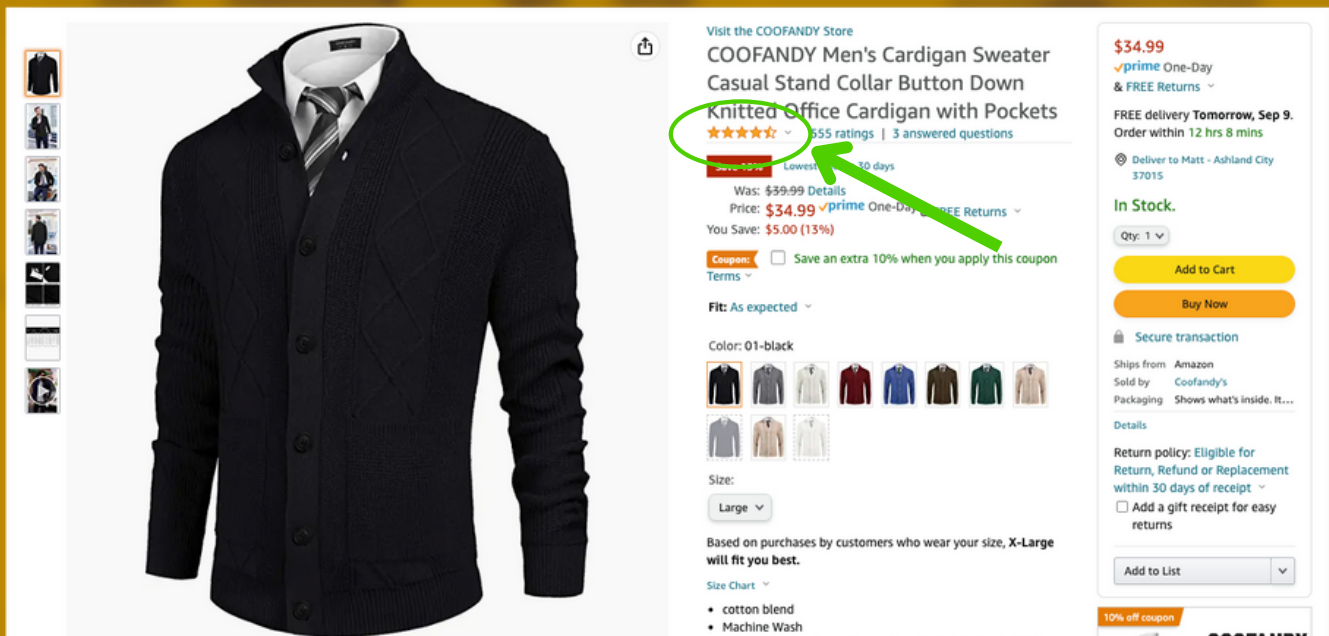 Visit the COOFANDY Store
COOFANDY Men's Cardigan Sweater
Casual Stand Collar Button Down
Knitted Office Cardigan with Pockets
555 ratings | 3 answered questions
Save 13%
Lowest 30 days
Was: $39.99 Details
Price: $34.99 prime One-Day & FREE Returns
You Save: $5.00 (13%)
Coupon: Save an extra 10% when you apply this coupon
Terms
Fit: As expected
Color: 01-black
Size:
Large
Based on purchases by customers who wear your size, X-Large
will fit you best.
Size Chart
• cotton blend
• Machine Wash
$34.99
prime One-Day
& FREE Returns
FREE delivery Tomorrow, Sep 9.
Order within 12 hrs 8 mins
Deliver to Matt - Ashland City
37015
In Stock.
Qty: 1
Add to Cart
Buy Now
Secure transaction
Ships from Amazon
Sold by Coofandy's
Packaging Shows what's inside. It...
Details
Return policy: Eligible for
Return, Refund or Replacement
within 30 days of receipt
Add a gift receipt for easy
returns
Add to List
10% off coupon
COOFANDY